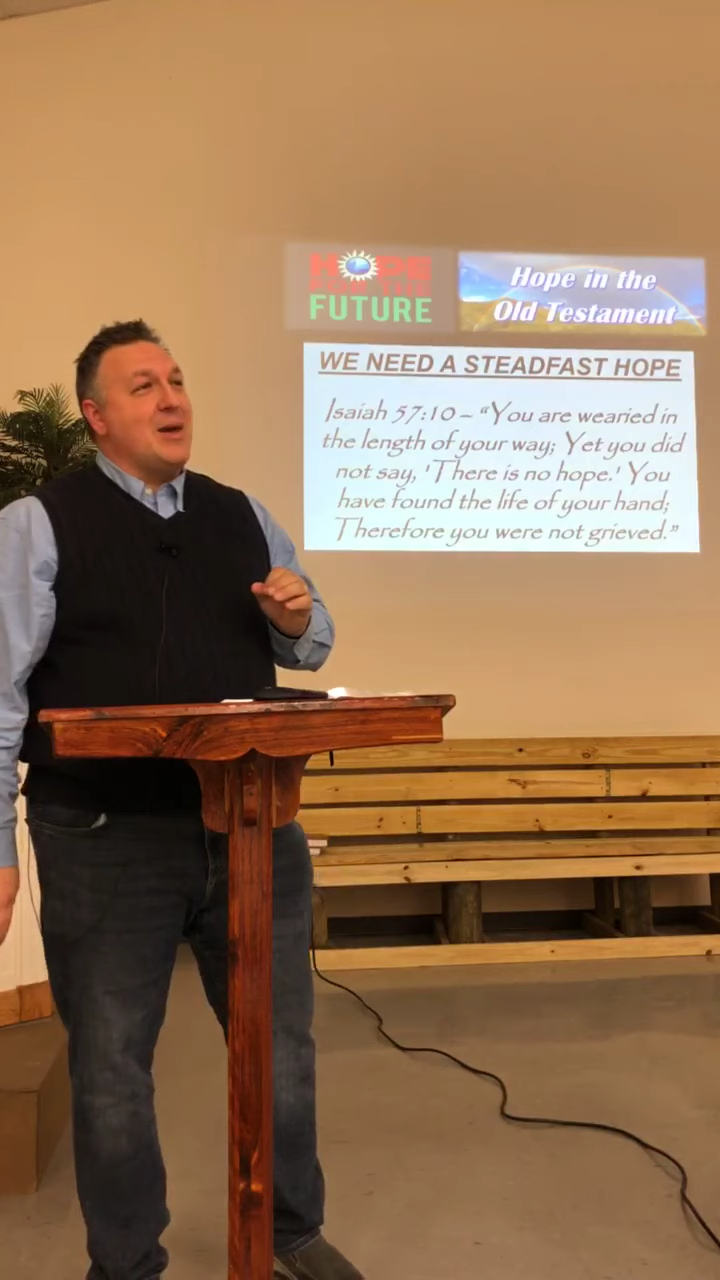 HOPE
FOR THE
FUTURE
Hope in the
Old Testament
WE NEED A STEADFAST HOPE
Isaiah 57:10 – “You are wearied in
the length of your way; Yet you did
not say, 'There is no hope.' You
have found the life of your hand;
Therefore you were not grieved.”